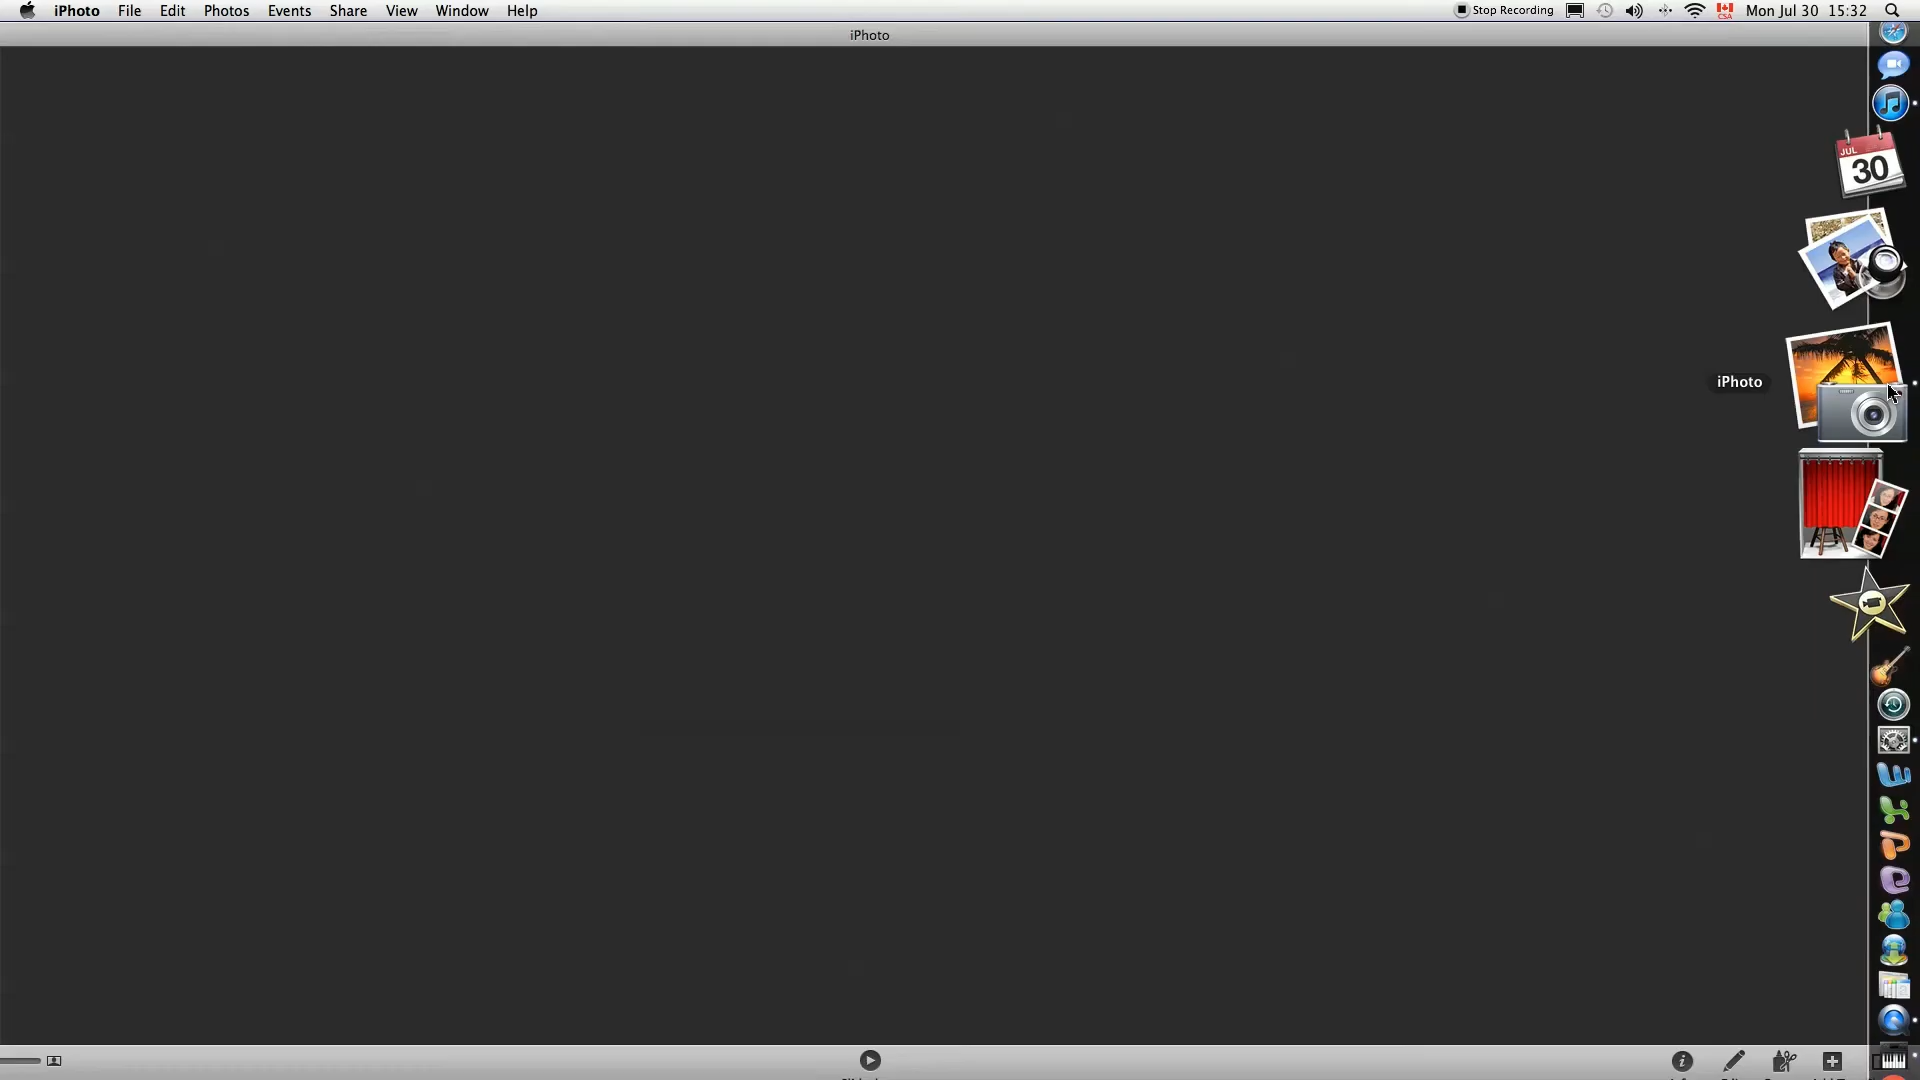 iPhoto File Edit Photos Events Share View Window Help Stop Recording CSA Mon Jul 30 15:32
iPhoto
JUL
30
iPhoto